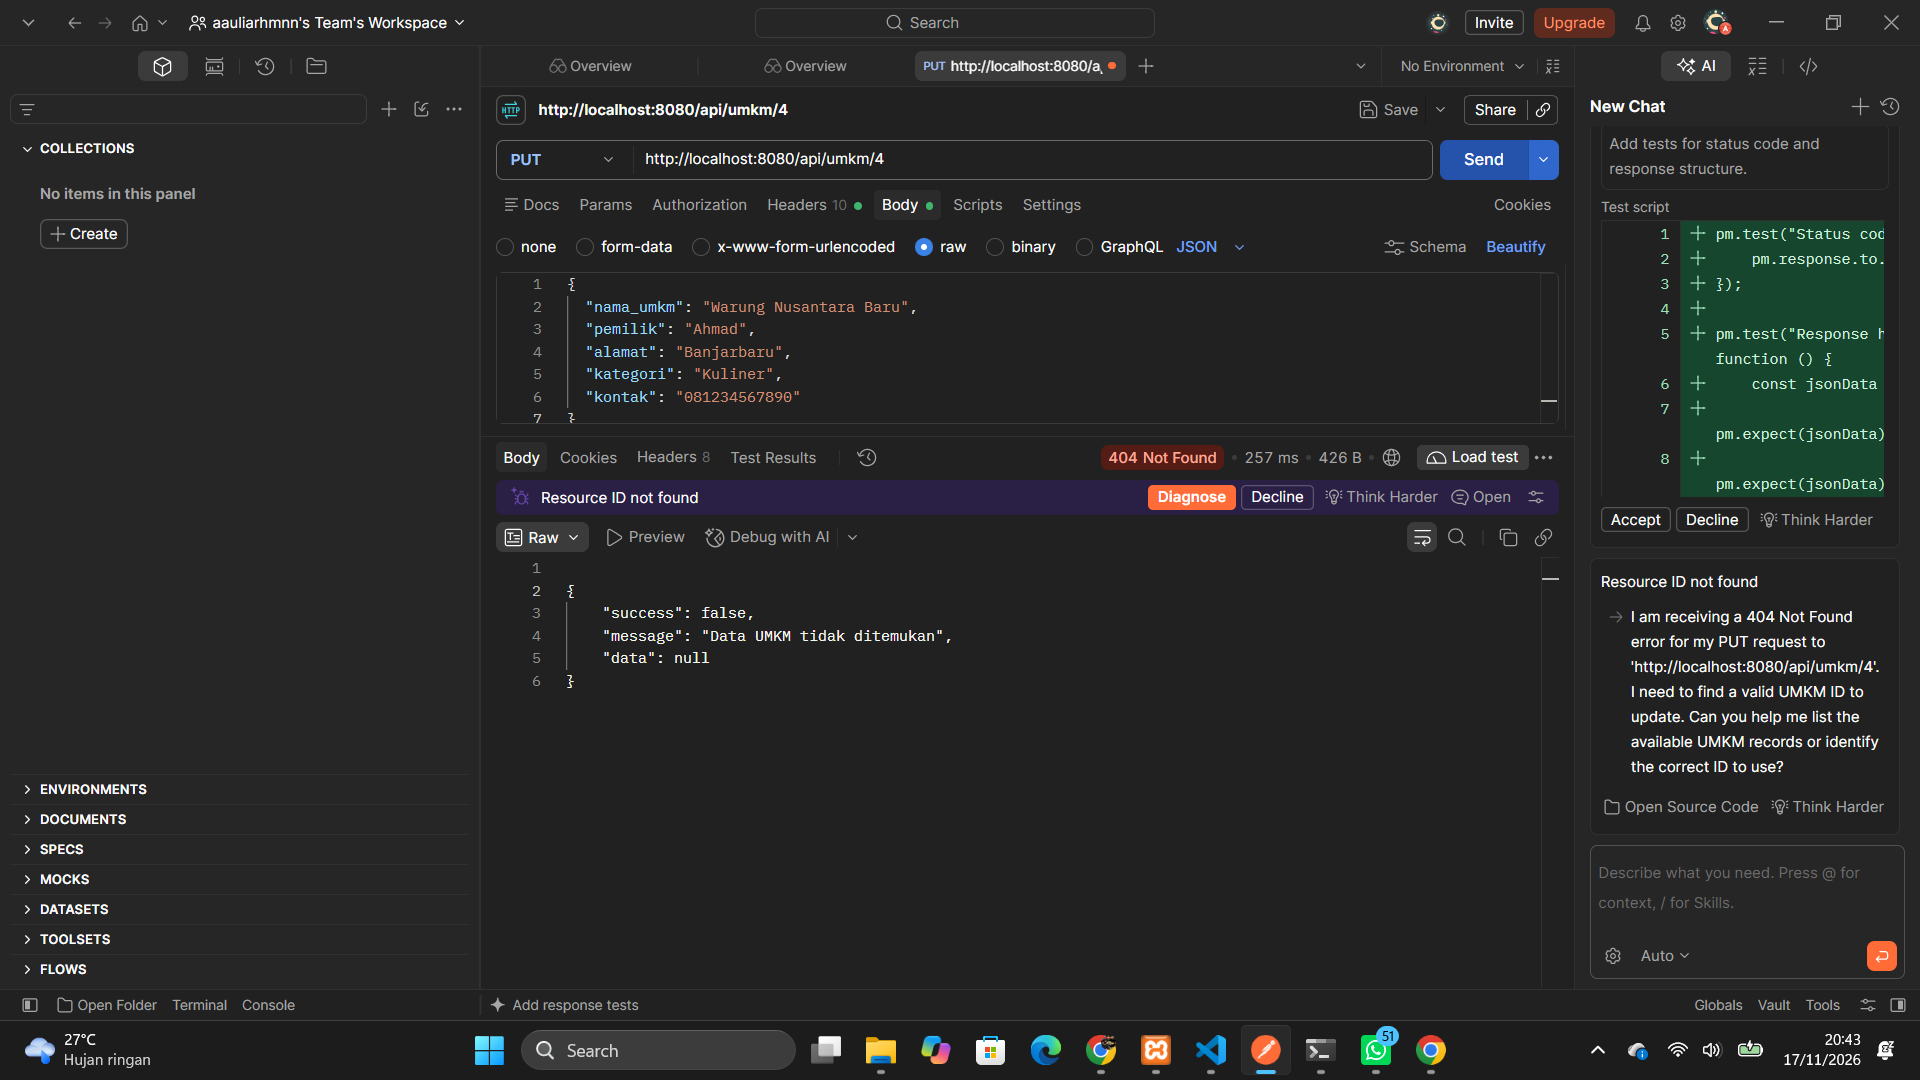 aauliarhmnn's Team's Workspace
Search
Invite
Upgrade
Overview
Overview
PUT http://localhost:8080/a
No Environment
AI
COLLECTIONS
No items in this panel
Create
HTTP
http://localhost:8080/api/umkm/4
Save
Share
PUT
http://localhost:8080/api/umkm/4
Send
Docs
Params
Authorization
Headers 10
Body
Scripts
Settings
Cookies
none
form-data
x-www-form-urlencoded
raw
binary
GraphQL
JSON
Schema
Beautify
1 {
2 "nama_umkm": "Warung Nusantara Baru",
3 "pemilik": "Ahmad",
4 "alamat": "Banjarbaru",
5 "kategori": "Kuliner",
6 "kontak": "081234567890"
7 }
Body
Cookies
Headers 8
Test Results
404 Not Found
257 ms
426 B
Load test
Resource ID not found
Diagnose
Decline
Think Harder
Open
Raw
Preview
Debug with AI
1
2 {
3 "success": false,
4 "message": "Data UMKM tidak ditemukan",
5 "data": null
6 }
New Chat
Add tests for status code and
response structure.
Test script
1 + pm.test("Status cod
2 + pm.response.to.
3 + });
4 +
5 + pm.test("Response h
function () {
6 + const jsonData
7 +
pm.expect(jsonData)
8 +
pm.expect(jsonData)
Accept
Decline
Think Harder
Resource ID not found
I am receiving a 404 Not Found
error for my PUT request to
'http://localhost:8080/api/umkm/4'.
I need to find a valid UMKM ID to
update. Can you help me list the
available UMKM records or identify
the correct ID to use?
Open Source Code
Think Harder
Describe what you need. Press @ for
context, / for Skills.
Auto
ENVIRONMENTS
DOCUMENTS
SPECS
MOCKS
DATASETS
TOOLSETS
FLOWS
Open Folder
Terminal
Console
Add response tests
Globals
Vault
Tools
27°C
Hujan ringan
Search
51
20:43
17/11/2026